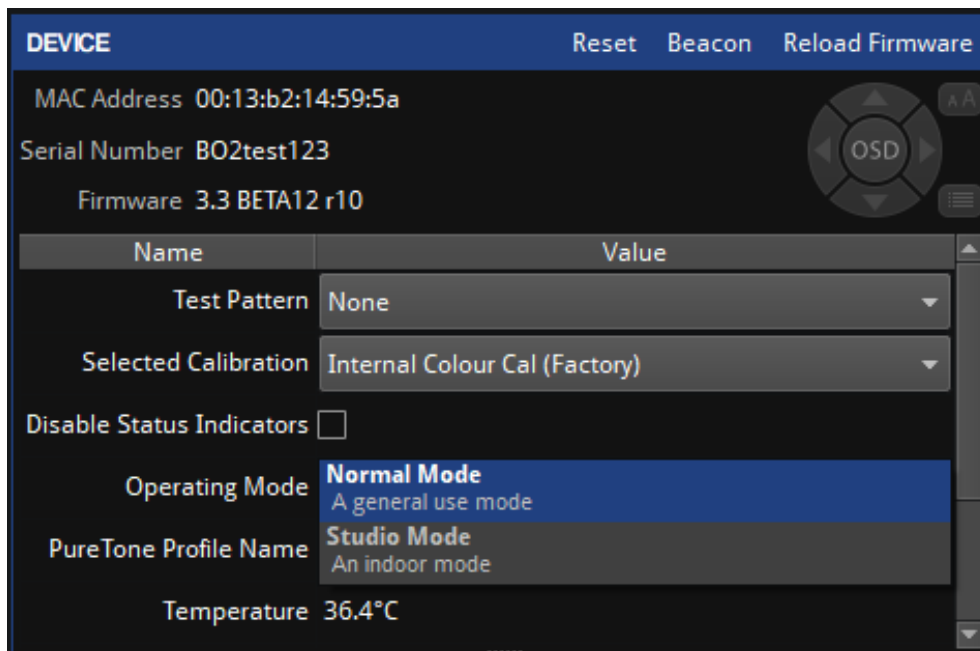 DEVICE Reset Beacon Reload Firmware
MAC Address 00:13:b2:14:59:5a
A A
Serial Number BO2test123
OSD
Firmware 3.3 BETA12 r10
Name Value
Test Pattern None
Selected Calibration Internal Colour Cal (Factory)
Disable Status Indicators
Operating Mode Normal Mode
A general use mode
Studio Mode
PureTone Profile Name An indoor mode
Temperature 36.4°C